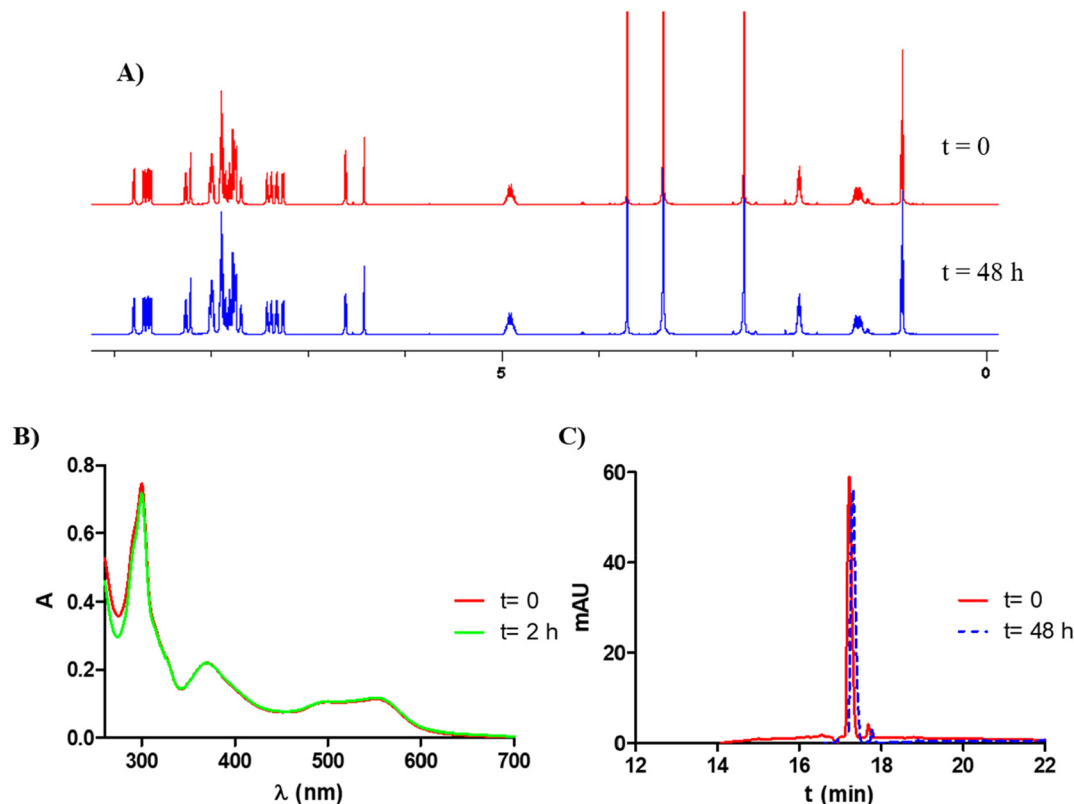 A)
t = 0
t = 48 h
5
0
B)
0.8
0.6
0.4
0.2
0.0
A
300
400
500
600
700
λ (nm)
t= 0
t= 2 h
C)
60
40
20
0
mAU
12
14
16
18
20
22
t (min)
t= 0
t= 48 h